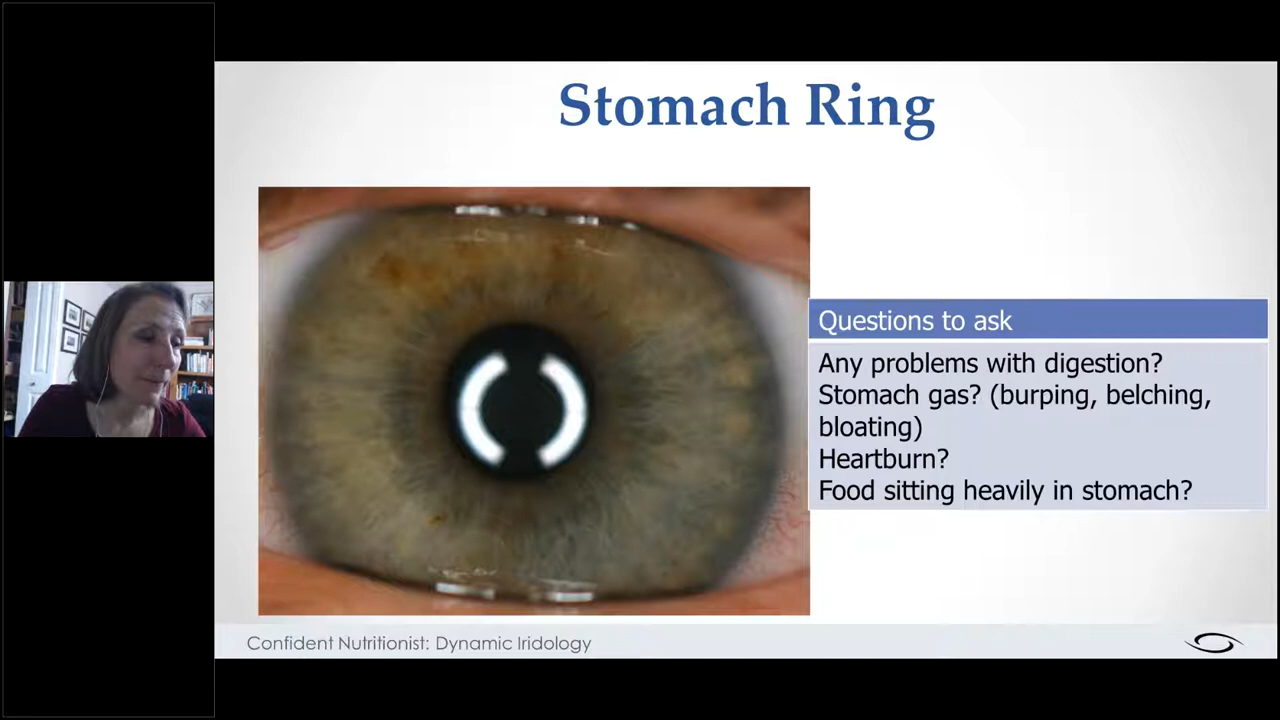 Stomach Ring
Questions to ask
Any problems with digestion?
Stomach gas? (burping, belching,
bloating)
Heartburn?
Food sitting heavily in stomach?
Confident Nutritionist: Dynamic Iridology